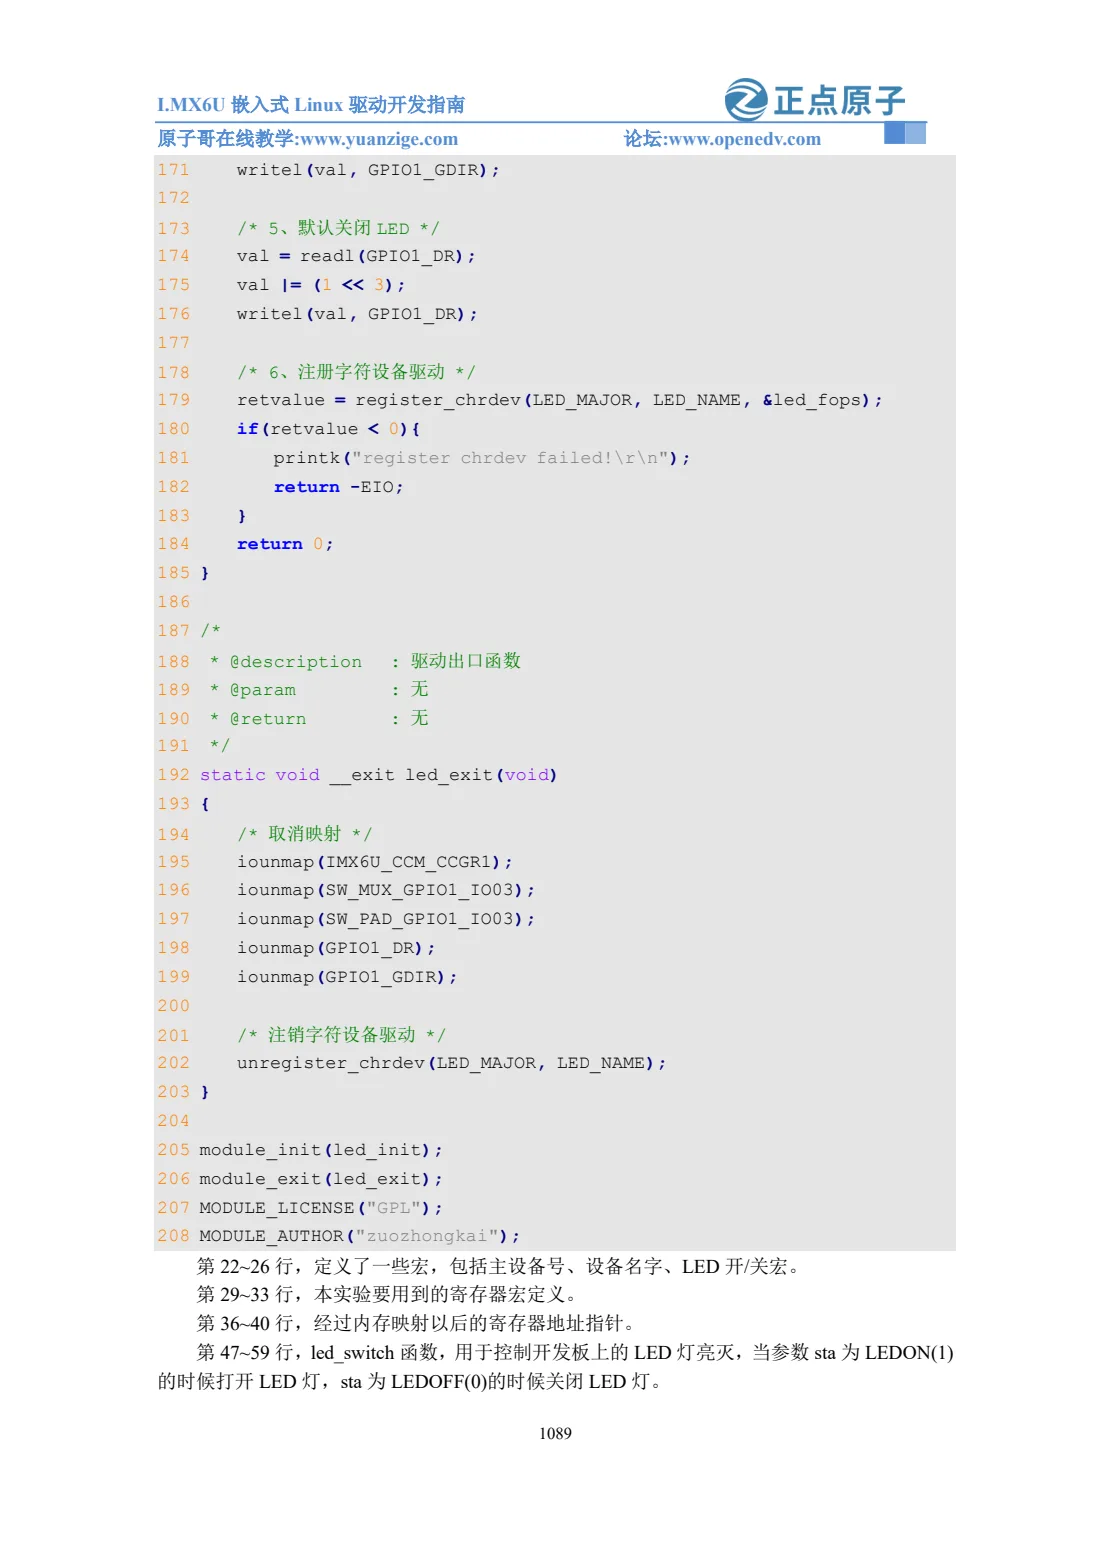 I.MX6U 嵌入式 Linux 驱动开发指南
正点原子
原子哥在线教学:www.yuanzige.com 论坛:www.openedv.com
171 writel(val, GPIO1_GDIR);
172
173 /* 5、默认关闭 LED */
174 val = readl(GPIO1_DR);
175 val |= (1 << 3);
176 writel(val, GPIO1_DR);
177
178 /* 6、注册字符设备驱动 */
179 retvalue = register_chrdev(LED_MAJOR, LED_NAME, &led_fops);
180 if(retvalue < 0){
181 printk("register chrdev failed!\r\n");
182 return -EIO;
183 }
184 return 0;
185 }
186
187 /*
188 * @description : 驱动出口函数
189 * @param : 无
190 * @return : 无
191 */
192 static void __exit led_exit(void)
193 {
194 /* 取消映射 */
195 iounmap(IMX6U_CCM_CCGR1);
196 iounmap(SW_MUX_GPIO1_IO03);
197 iounmap(SW_PAD_GPIO1_IO03);
198 iounmap(GPIO1_DR);
199 iounmap(GPIO1_GDIR);
200
201 /* 注销字符设备驱动 */
202 unregister_chrdev(LED_MAJOR, LED_NAME);
203 }
204
205 module_init(led_init);
206 module_exit(led_exit);
207 MODULE_LICENSE("GPL");
208 MODULE_AUTHOR("zuozhongkai");
第 22~26 行，定义了一些宏，包括主设备号、设备名字、LED 开/关宏。
第 29~33 行，本实验要用到的寄存器宏定义。
第 36~40 行，经过内存映射以后的寄存器地址指针。
第 47~59 行，led_switch 函数，用于控制开发板上的 LED 灯亮灭，当参数 sta 为 LEDON(1)
的时候打开 LED 灯，sta 为 LEDOFF(0)的时候关闭 LED 灯。
1089